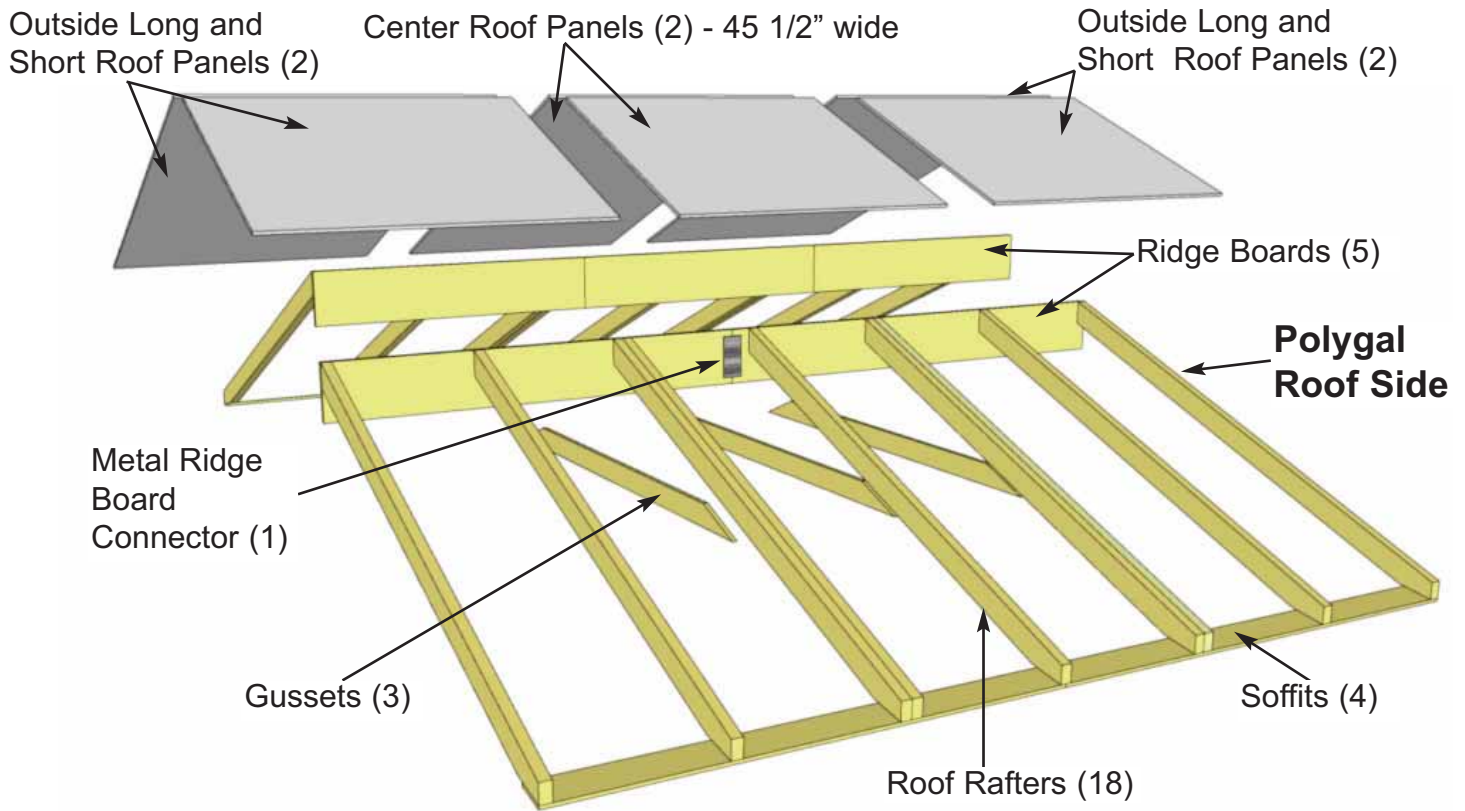 Outside Long and
Short Roof Panels (2)
Center Roof Panels (2) - 45 1/2” wide
Outside Long and
Short Roof Panels (2)
Ridge Boards (5)
Polygal
Roof Side
Metal Ridge
Board
Connector (1)
Gussets (3)
Soffits (4)
Roof Rafters (18)